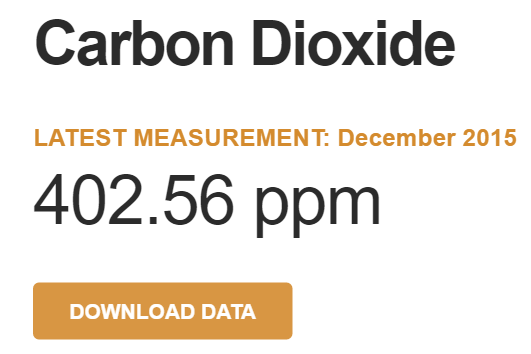 Carbon Dioxide
LATEST MEASUREMENT: December 2015
402.56 ppm
DOWNLOAD DATA